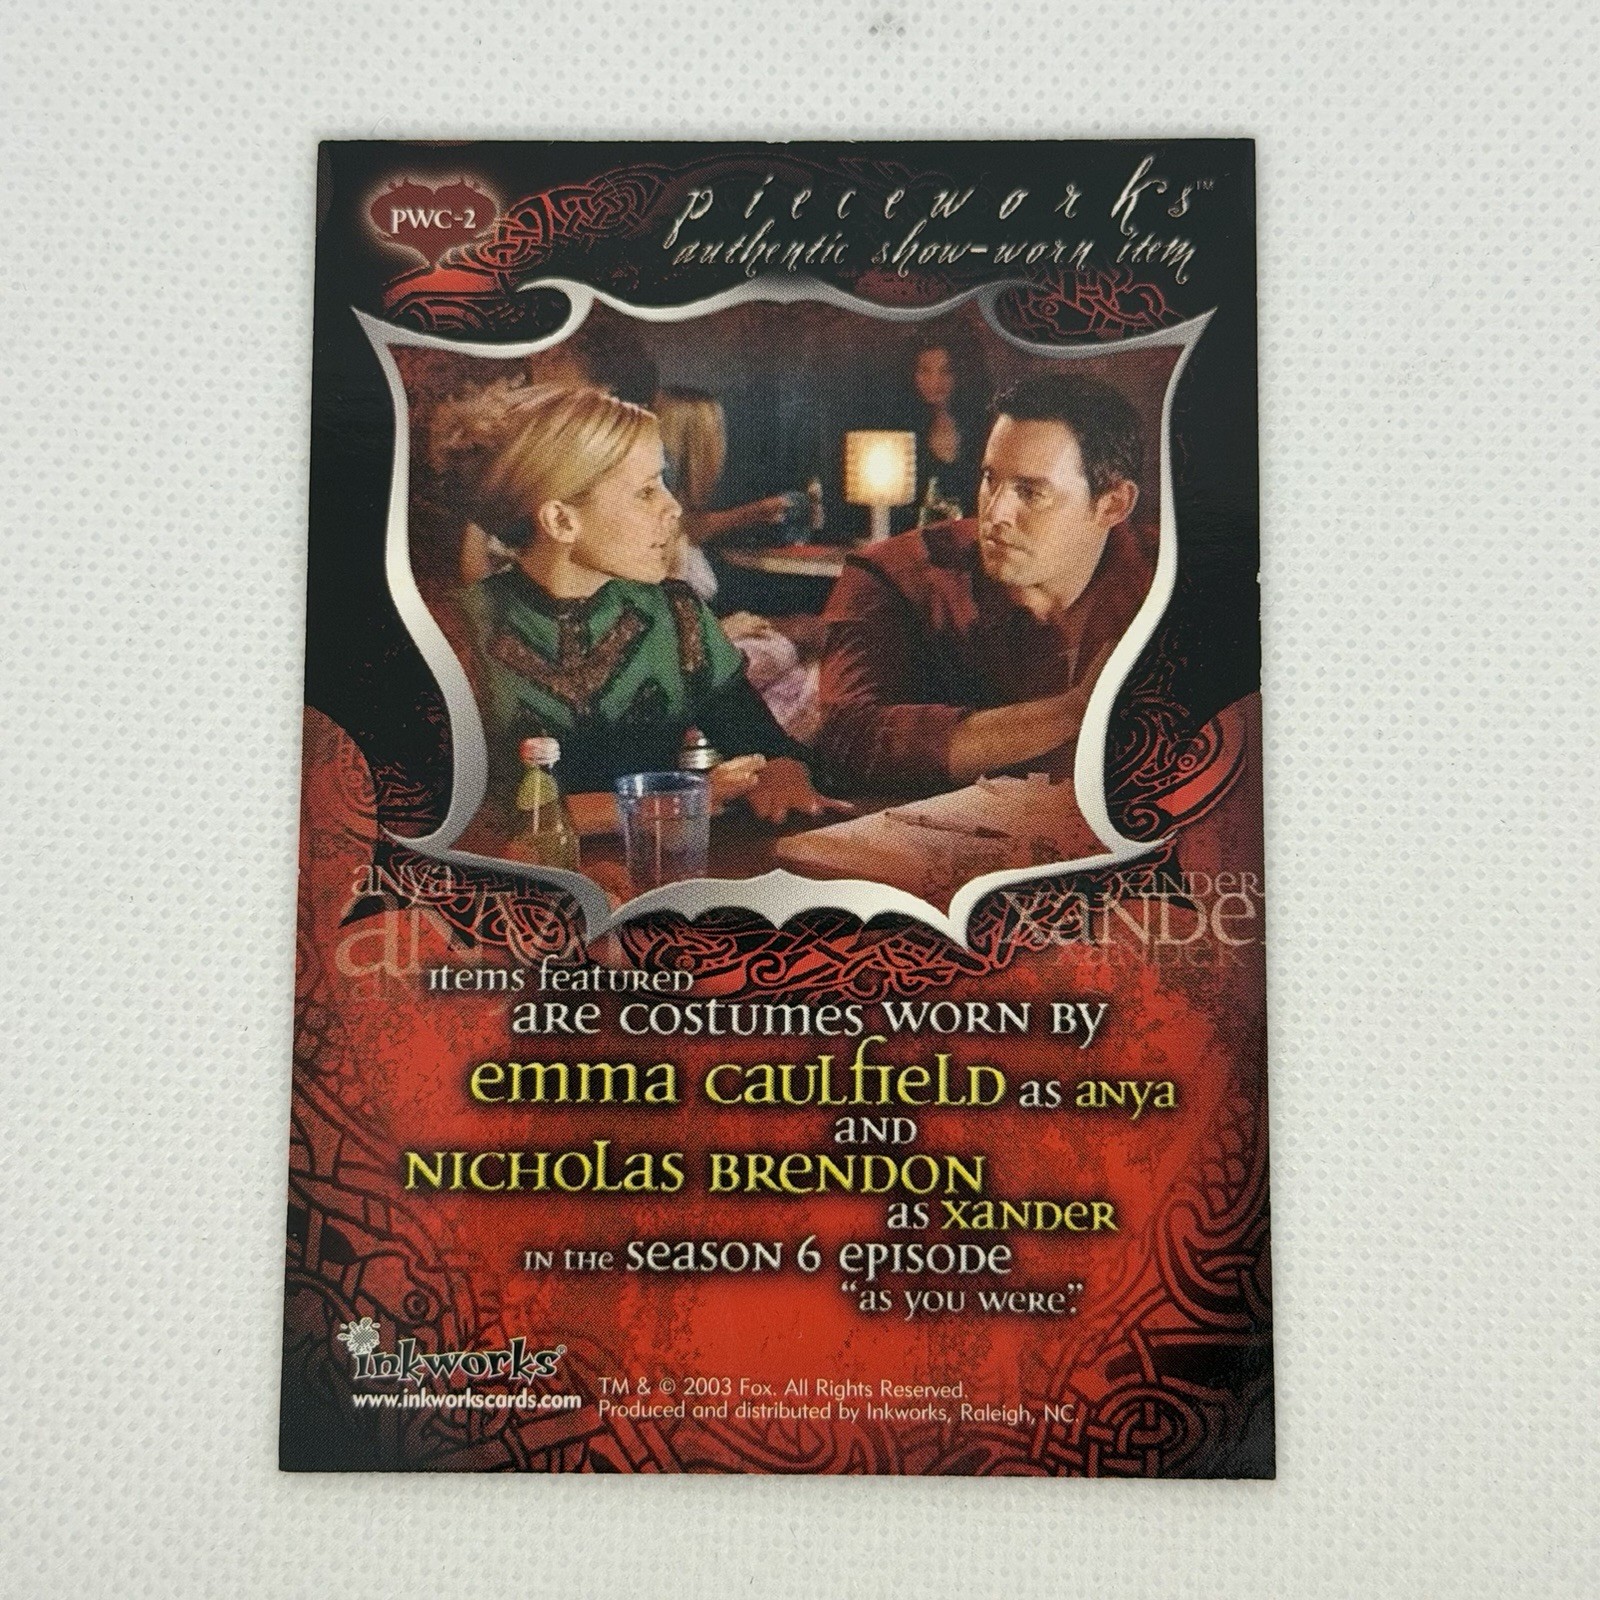 PWC-2
pieceworks™
authentic show-worn item
anya
xander
anya
xander
xander
items featured
are costumes worn by
emma caulfield as anya
and
nicholas brendon
as xander
in the season 6 episode
"as you were."
inkworks®
www.inkworkscards.com
TM & © 2003 Fox. All Rights Reserved.
Produced and distributed by Inkworks, Raleigh, NC.